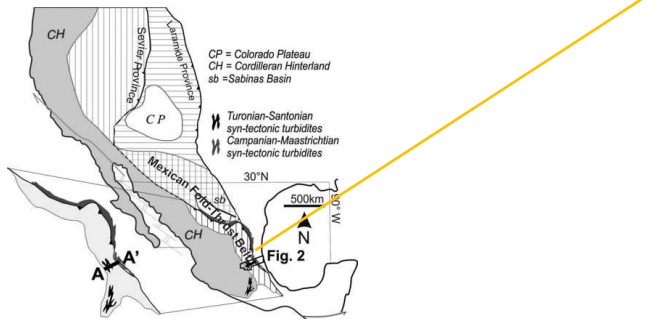 CH
Sevier Province
Laramide Province
CP = Colorado Plateau
CH = Cordilleran Hinterland
sb =Sabinas Basin
CP
Turonian-Santonian
syn-tectonic turbidites
Campanian-Maastrichtian
syn-tectonic turbidites
Mexican Fold-Thrust Belt
sb
30°N
90° W
500km
N
CH
Fig. 2
A
A'